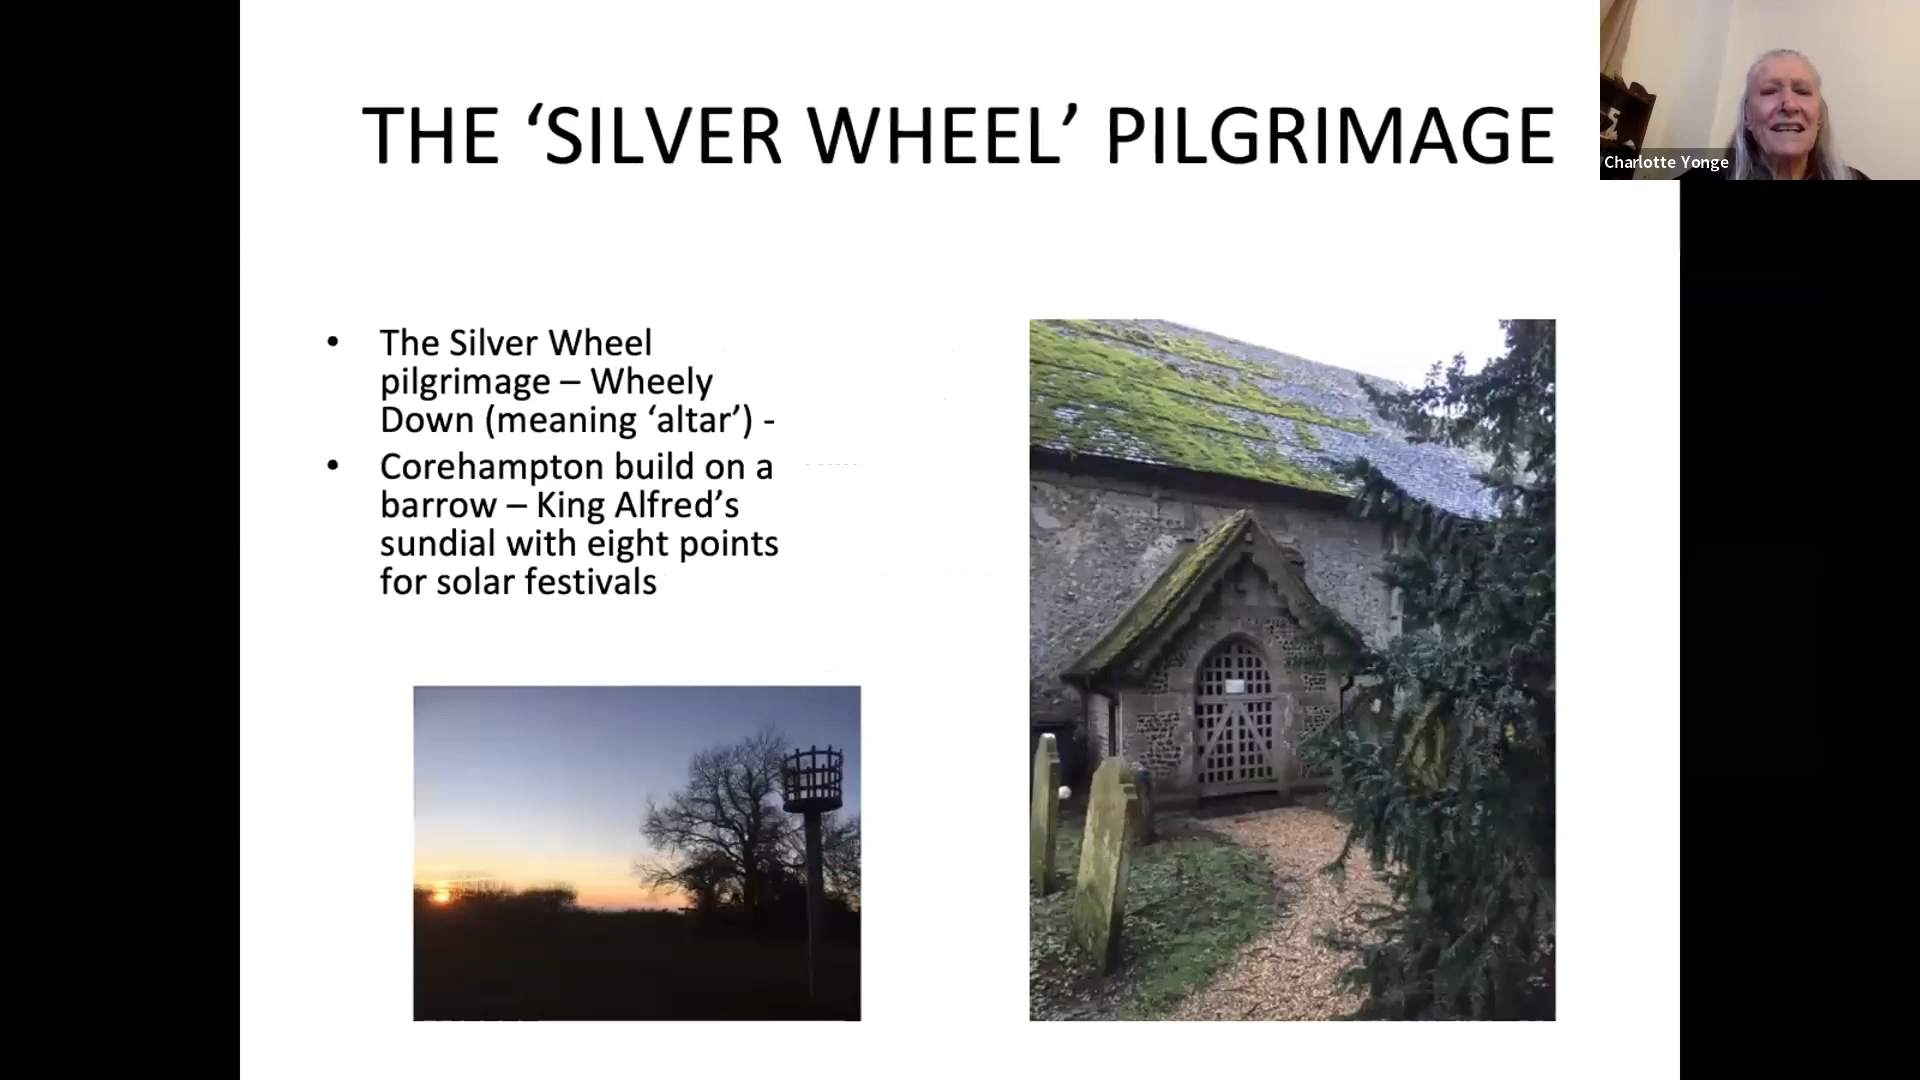 THE ‘SILVER WHEEL’ PILGRIMAGE
Charlotte Yonge
• The Silver Wheel
pilgrimage – Wheely
Down (meaning ‘altar’) -
• Corehampton build on a
barrow – King Alfred’s
sundial with eight points
for solar festivals